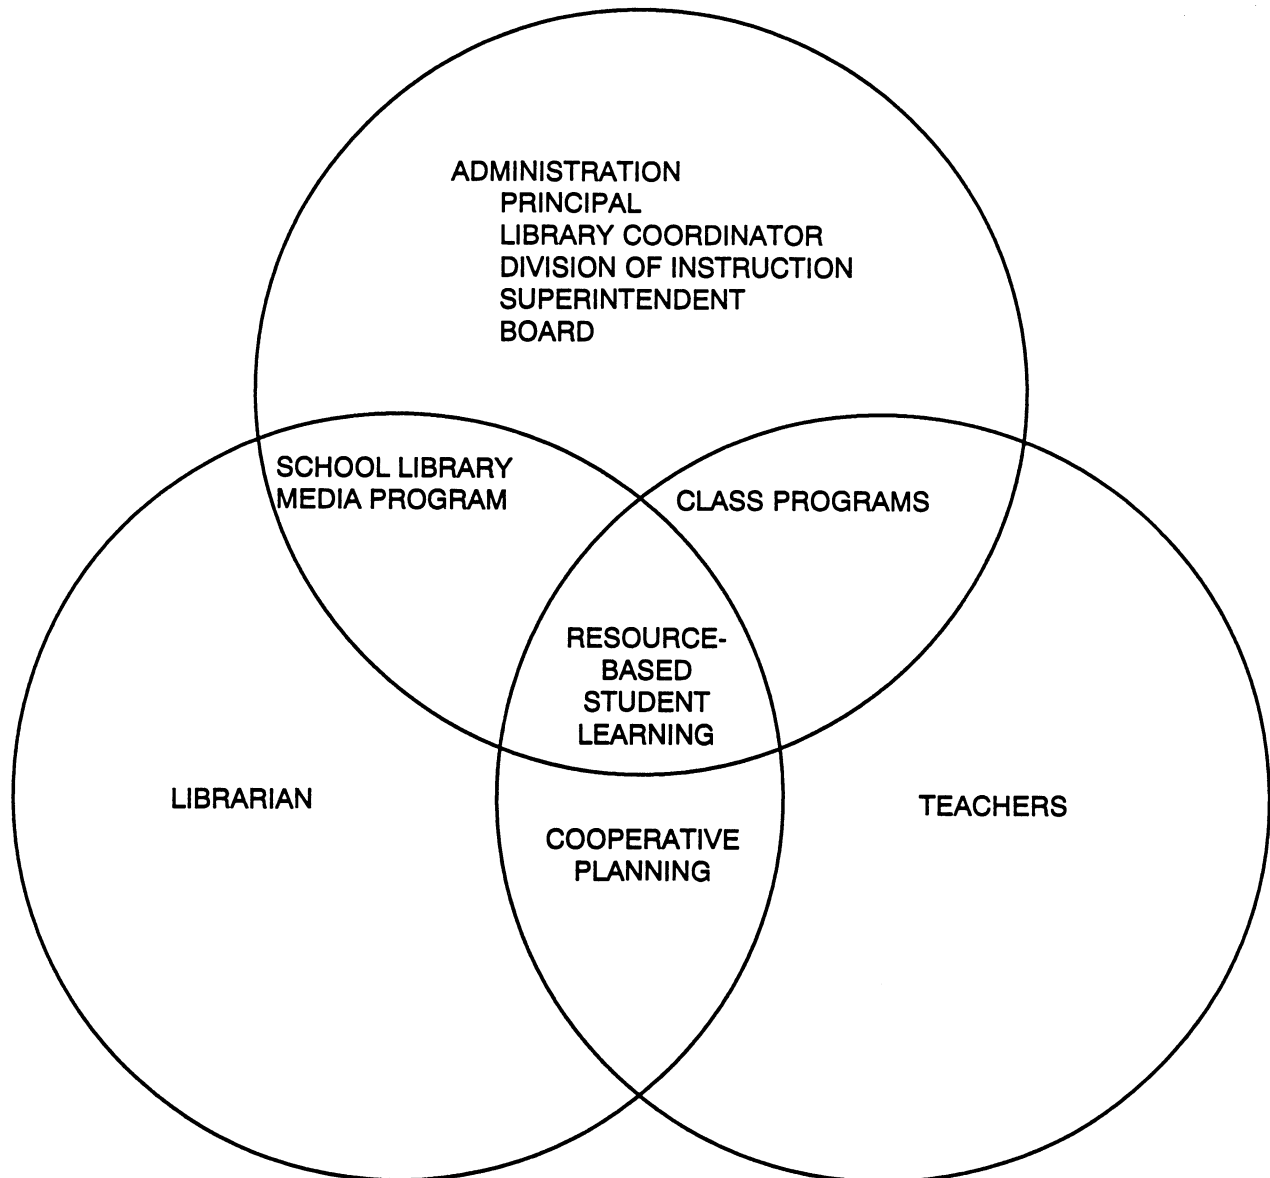 ADMINISTRATION
PRINCIPAL
LIBRARY COORDINATOR
DIVISION OF INSTRUCTION
SUPERINTENDENT
BOARD
SCHOOL LIBRARY
MEDIA PROGRAM
CLASS PROGRAMS
RESOURCE-
BASED
STUDENT
LEARNING
LIBRARIAN
TEACHERS
COOPERATIVE
PLANNING